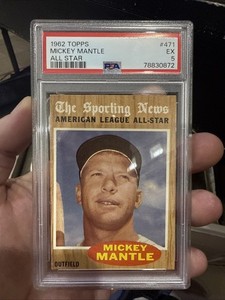 1962 TOPPS #471
MICKEY MANTLE EX
ALL STAR PSA 5
78830872
The Sporting News
AMERICAN LEAGUE ALL-STAR
MICKEY
MANTLE
OUTFIELD